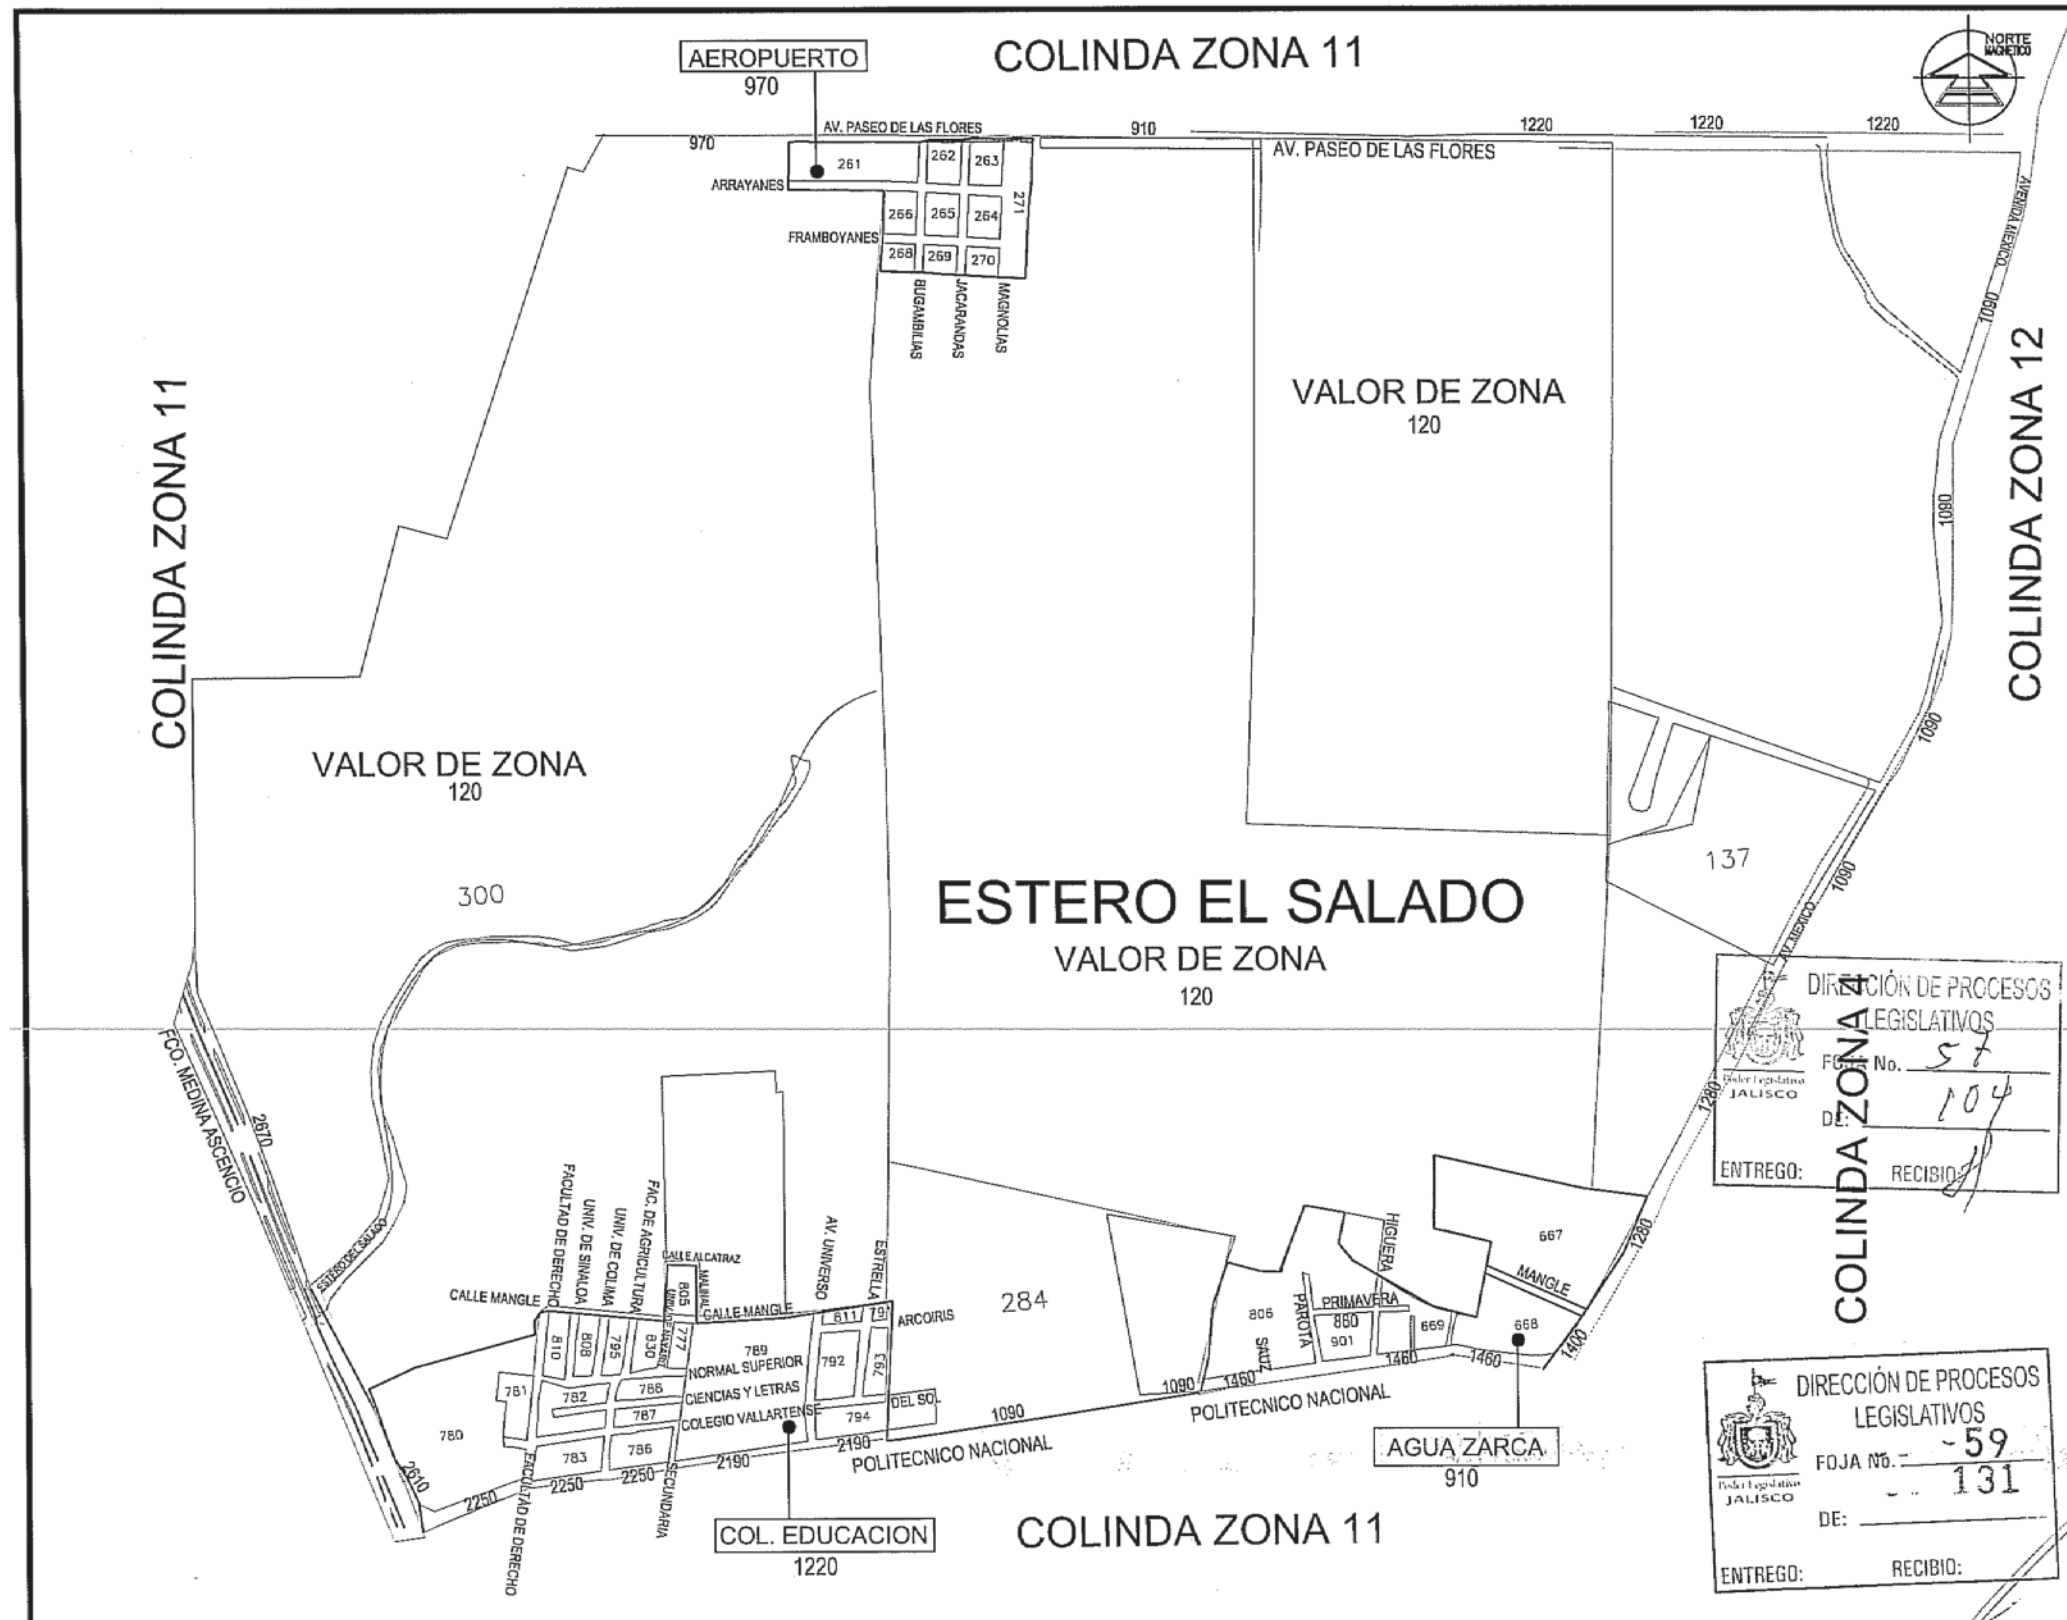 COLINDA ZONA 11
NORTE
MAGNETICO
AEROPUERTO
970
AV. PASEO DE LAS FLORES
970
910
1220
1220
1220
AV. PASEO DE LAS FLORES
261
262
263
ARRAYANES
271
266
265
264
FRAMBOYANES
268
269
270
BUGAMBILIAS
JACARANDAS
MAGNOLIAS
AVENIDA MEXICO.
1090
COLINDA ZONA 12
COLINDA ZONA 11
VALOR DE ZONA
120
1090
1090
VALOR DE ZONA
120
300
137
1090
AV. MEXICO
ESTERO EL SALADO
VALOR DE ZONA
120
DIRECCIÓN DE PROCESOS
LEGISLATIVOS
FOJA No. 57
Poder Legislativo
JALISCO
DE: 104
ENTREGO: RECIBIO:
COLINDA ZONA 4
FCO. MEDINA ASCENCIO
2670
1280
1280
ESTERO DEL SALADO
FACULTAD DE DERECHO
UNIV. DE SINALOA
UNIV. DE COLIMA
FAC. DE AGRICULTURA
CALLE ALCATRAZ
805
AV. UNIVERSO
ESTRELLA
CALLE MANGLE
CALLE MANGLE
811
ARCOIRIS
284
HIGUERA
667
MANGLE
PRIMAVERA
806
PAROTA
860
901
669
668
SAUZ
1400
810
808
795
830
777
789
792
793
NORMAL SUPERIOR
781
782
788
CIENCIAS Y LETRAS
787
COLEGIO VALLARTENSE
794
DEL SOL
780
783
786
2610
2250
2250
2250
2190
2190
1090
1090
1460
1460
1460
POLITECNICO NACIONAL
POLITECNICO NACIONAL
FACULTAD DE DERECHO
SECUNDARIA
AGUA ZARCA
910
COL. EDUCACION
1220
COLINDA ZONA 11
DIRECCIÓN DE PROCESOS
LEGISLATIVOS
FOJA No. 59
131
Poder Legislativo
JALISCO
DE:
ENTREGO: RECIBIO: